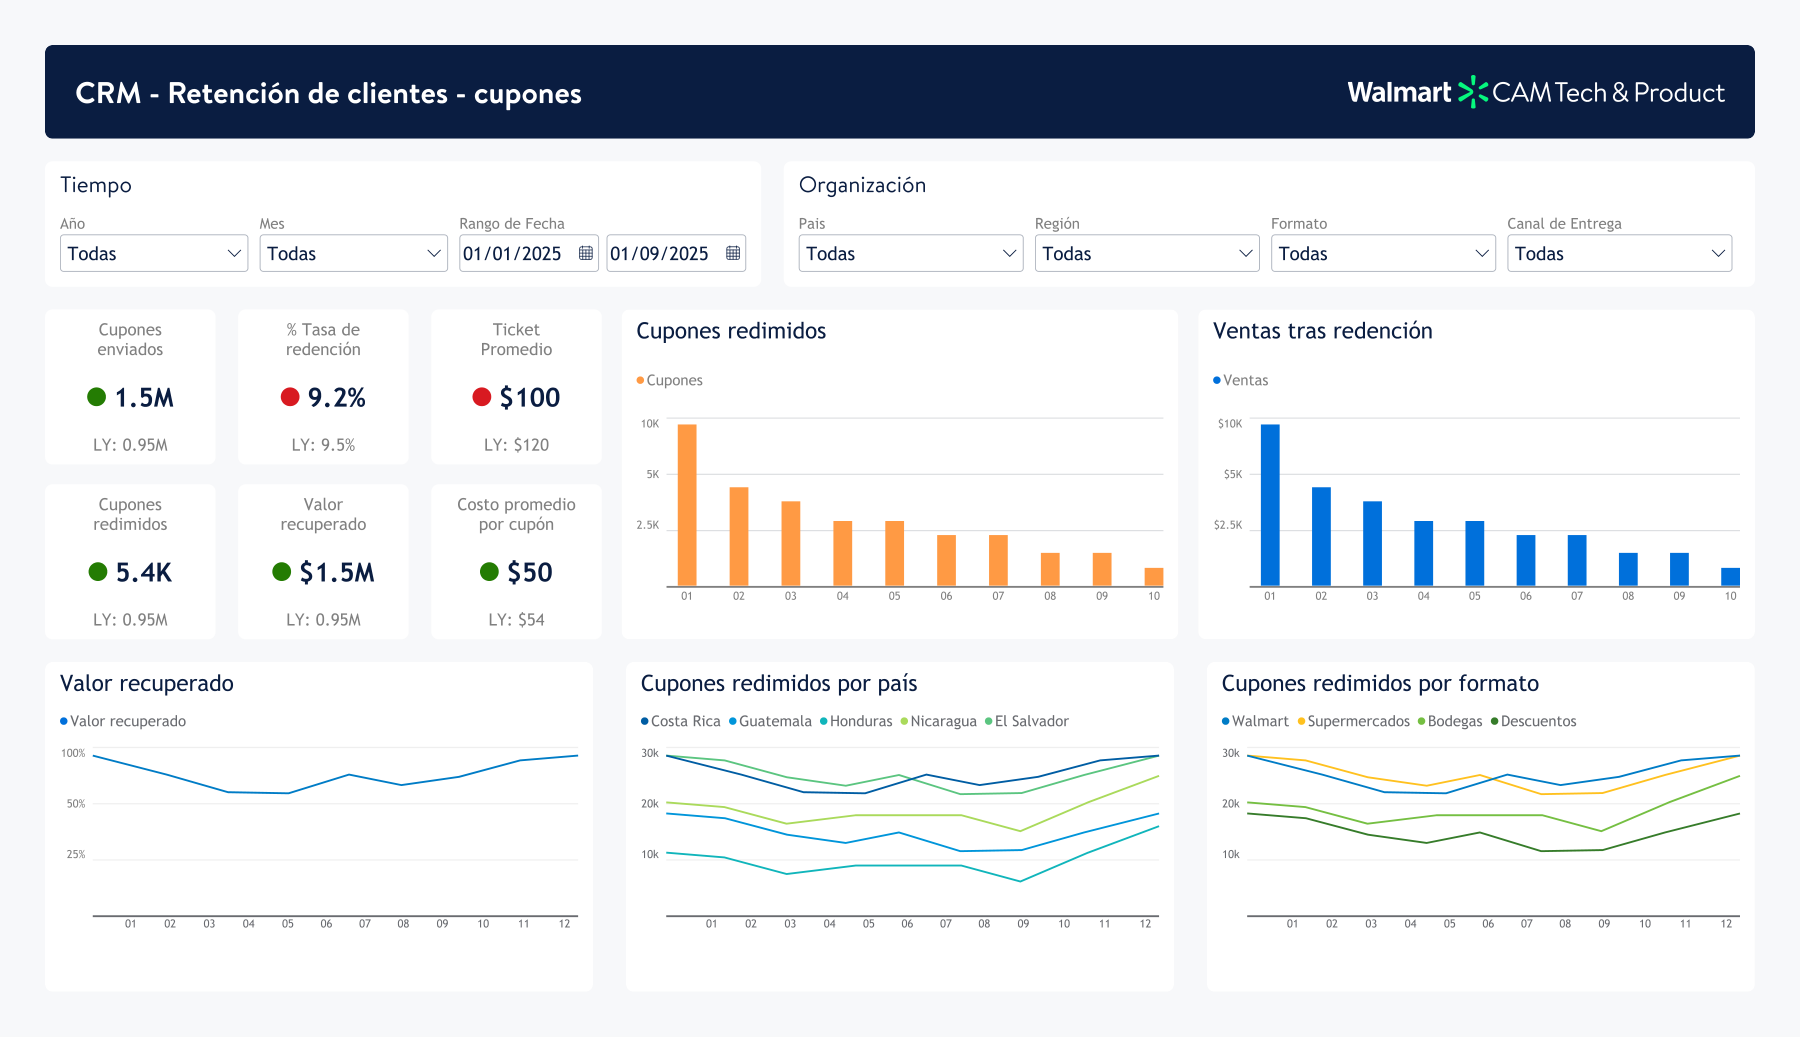 CRM - Retención de clientes - cupones
Walmart CAM Tech & Product
Tiempo
Año
Mes
Rango de Fecha
Todas
Todas
01/01/2025
01/09/2025
Organización
Pais
Región
Formato
Canal de Entrega
Todas
Todas
Todas
Todas
Cupones
enviados
1.5M
LY: 0.95M
% Tasa de
redención
9.2%
LY: 9.5%
Ticket
Promedio
$100
LY: $120
Cupones
redimidos
5.4K
LY: 0.95M
Valor
recuperado
$1.5M
LY: 0.95M
Costo promedio
por cupón
$50
LY: $54
Cupones redimidos
Cupones
10K
5K
2.5K
01 02 03 04 05 06 07 08 09 10
Ventas tras redención
Ventas
$10K
$5K
$2.5K
01 02 03 04 05 06 07 08 09 10
Valor recuperado
Valor recuperado
100%
50%
25%
01 02 03 04 05 06 07 08 09 10 11 12
Cupones redimidos por país
Costa Rica Guatemala Honduras Nicaragua El Salvador
30k
20k
10k
01 02 03 04 05 06 07 08 09 10 11 12
Cupones redimidos por formato
Walmart Supermercados Bodegas Descuentos
30k
20k
10k
01 02 03 04 05 06 07 08 09 10 11 12